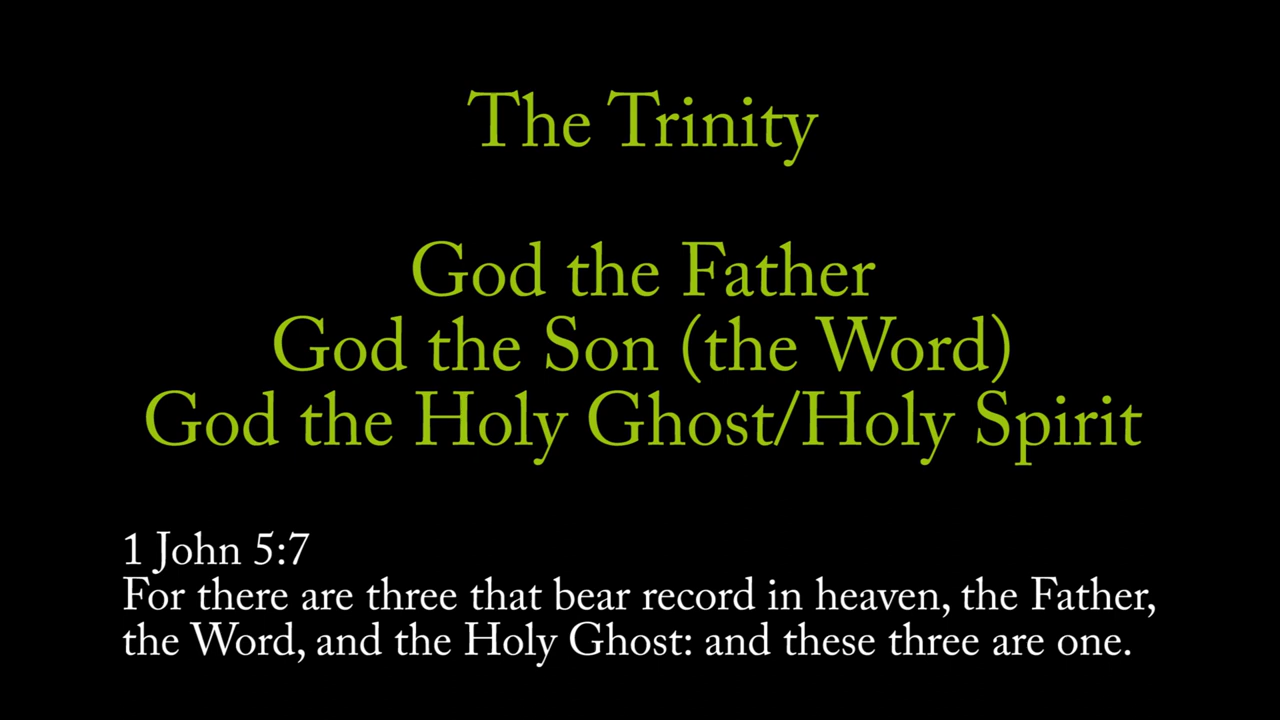 The Trinity
God the Father
God the Son (the Word)
God the Holy Ghost/Holy Spirit
1 John 5:7
For there are three that bear record in heaven, the Father,
the Word, and the Holy Ghost: and these three are one.